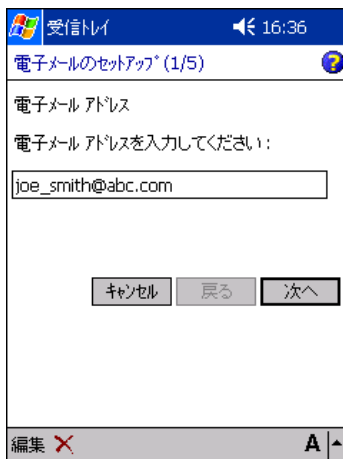 受信トレイ 16:36
電子メールのセットアップ (1/5)
電子メール アドレス
電子メール アドレスを入力してください:
joe_smith@abc.com
キャンセル 戻る 次へ
編集 A